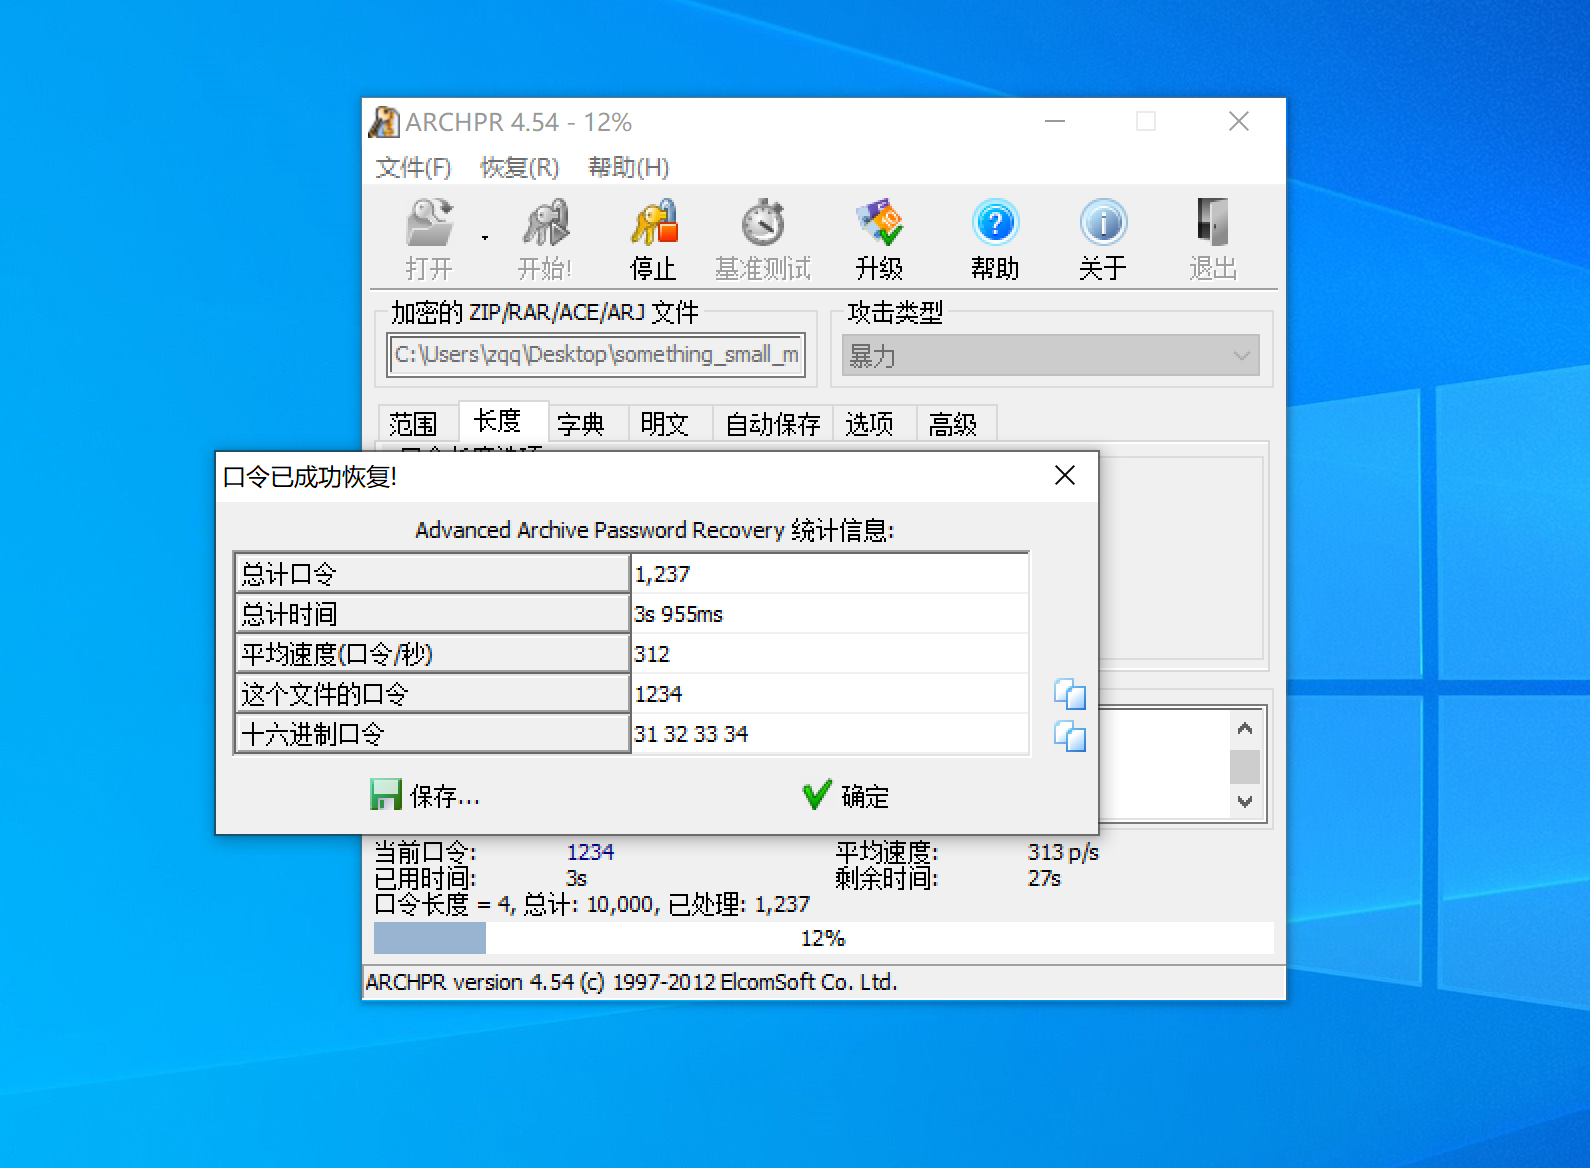 ARCHPR 4.54 - 12%
文件(F) 恢复(R) 帮助(H)
打开 开始! 停止 基准测试 升级 帮助 关于 退出
加密的 ZIP/RAR/ACE/ARJ 文件 攻击类型
C:\Users\zqq\Desktop\something_small_m 暴力
范围 长度 字典 明文 自动保存 选项 高级
口令长度选项
口令已成功恢复!
Advanced Archive Password Recovery 统计信息:
总计口令 1,237
总计时间 3s 955ms
平均速度(口令/秒) 312
这个文件的口令 1234
十六进制口令 31 32 33 34
保存... 确定
当前口令: 1234 平均速度: 313 p/s
已用时间: 3s 剩余时间: 27s
口令长度 = 4, 总计: 10,000, 已处理: 1,237
12%
ARCHPR version 4.54 (c) 1997-2012 ElcomSoft Co. Ltd.